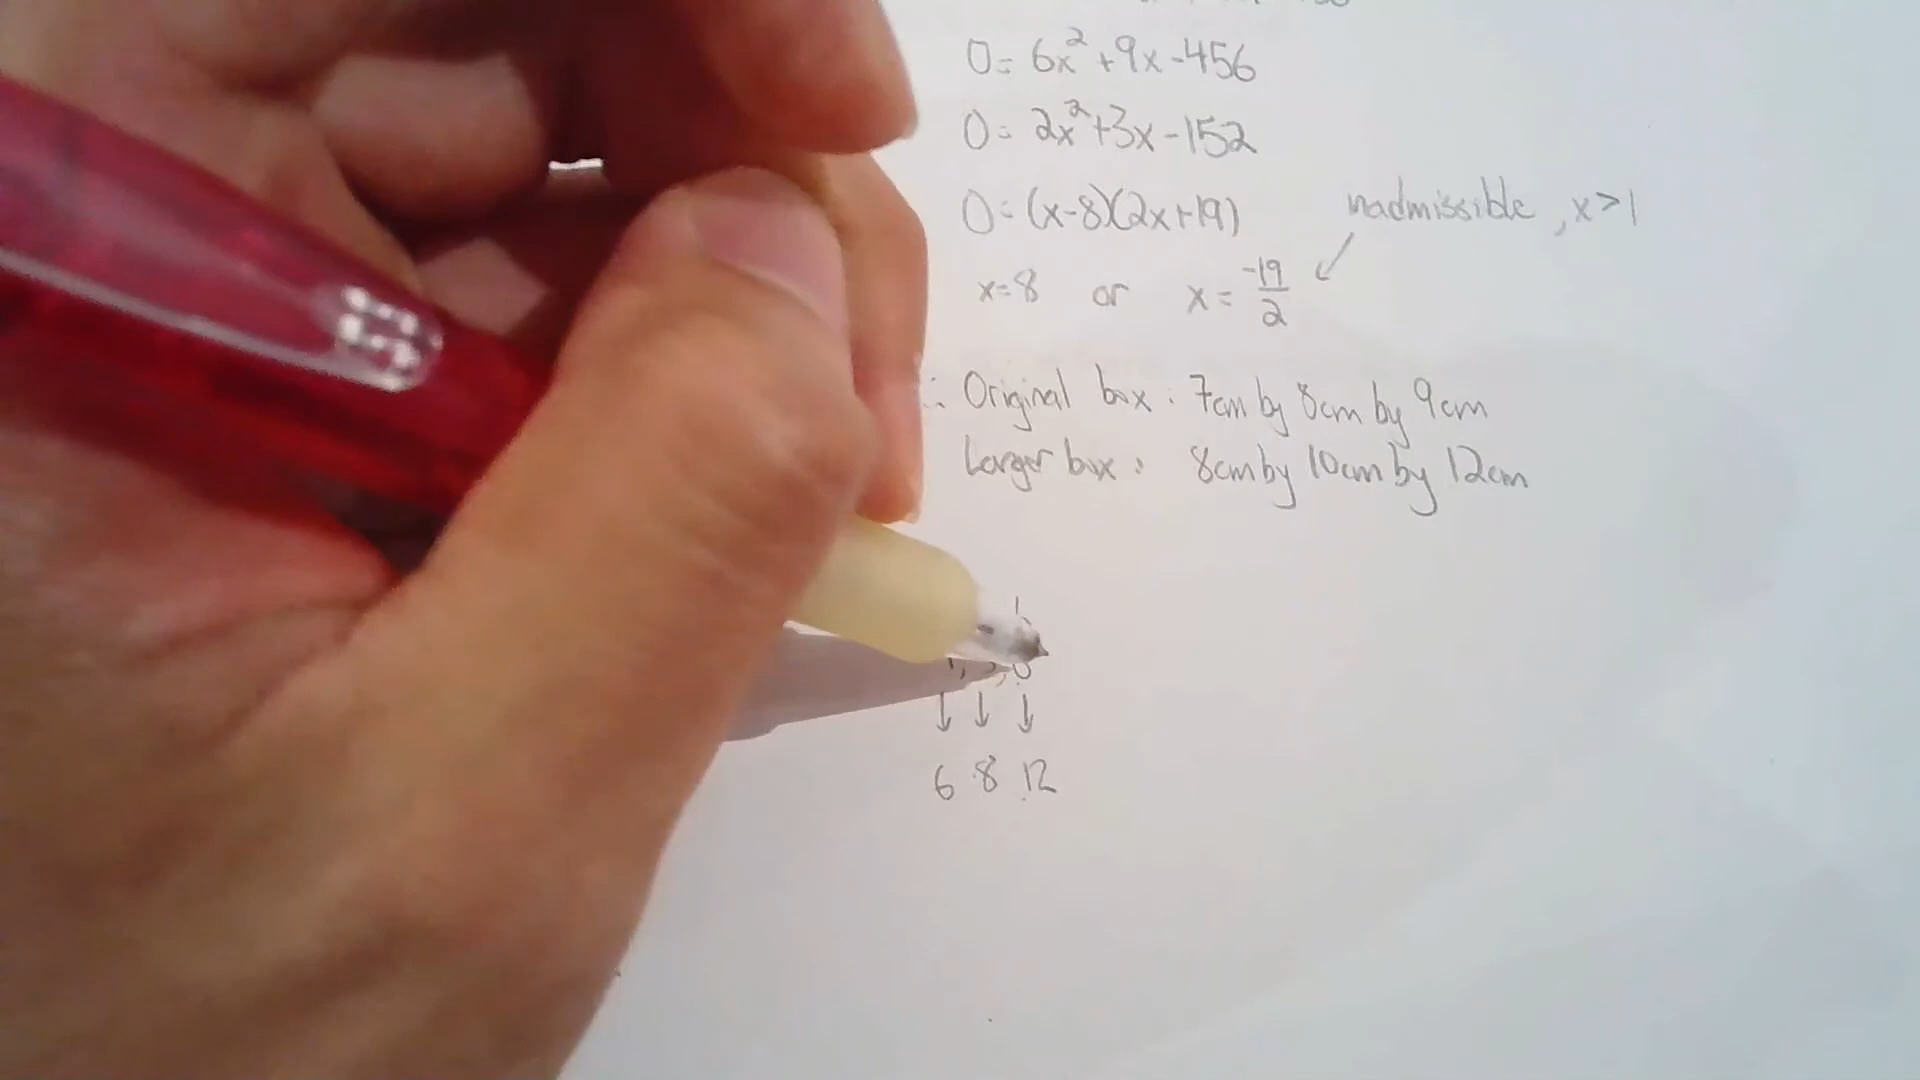 0 = 6x² + 9x - 456
0 = 2x² + 3x - 152
0 = (x-8)(2x+19)
inadmissible, x > 1
x = 8 or x = -19/2
∴ Original box : 7cm by 8cm by 9cm
Larger box : 8cm by 10cm by 12cm
↓ ↓ ↓
6 8 12